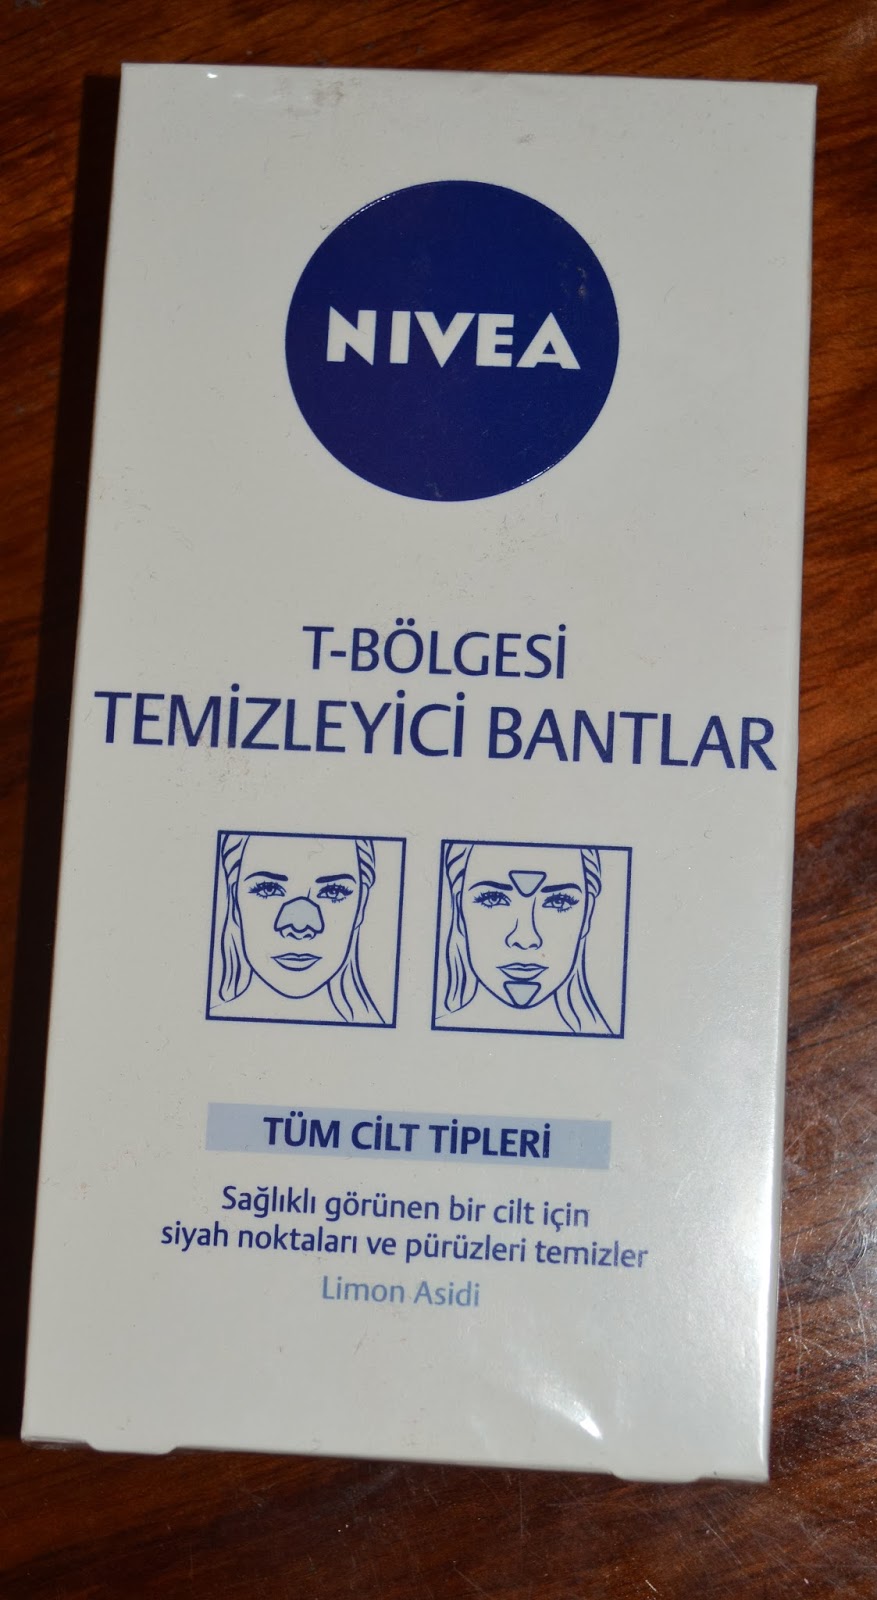 NIVEA
T-BÖLGESİ
TEMİZLEYİCİ BANTLAR
TÜM CİLT TİPLERİ
Sağlıklı görünen bir cilt için
siyah noktaları ve pürüzleri temizler
Limon Asidi